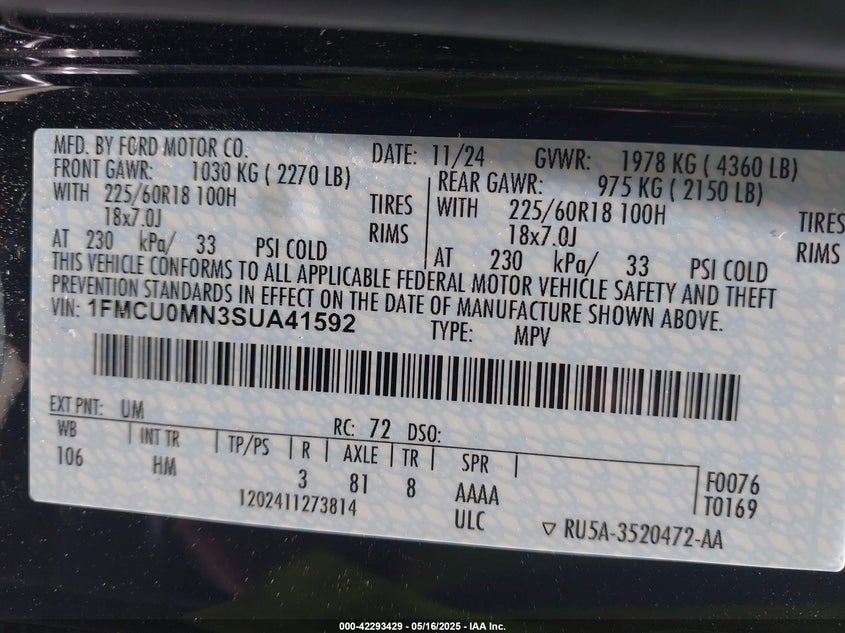 MFD. BY FORD MOTOR CO. DATE: 11/24 GVWR: 1978 KG ( 4360 LB)
FRONT GAWR: 1030 KG ( 2270 LB) REAR GAWR: 975 KG ( 2150 LB)
WITH 225/60R18 100H TIRES WITH 225/60R18 100H TIRES
18x7.0J RIMS 18x7.0J RIMS
AT 230 kPa/ 33 PSI COLD AT 230 kPa/ 33 PSI COLD
THIS VEHICLE CONFORMS TO ALL APPLICABLE FEDERAL MOTOR VEHICLE SAFETY AND THEFT
PREVENTION STANDARDS IN EFFECT ON THE DATE OF MANUFACTURE SHOWN ABOVE.
VIN: 1FMCU0MN3SUA41592 TYPE: MPV
EXT PNT: UM RC: 72 DSO:
WB INT TR TP/PS R AXLE TR SPR
106 HM 3 81 8 AAAA F0076
1202411273814 ULC T0169
RU5A-3520472-AA
000-42293429 - 05/16/2025 - IAA Inc.